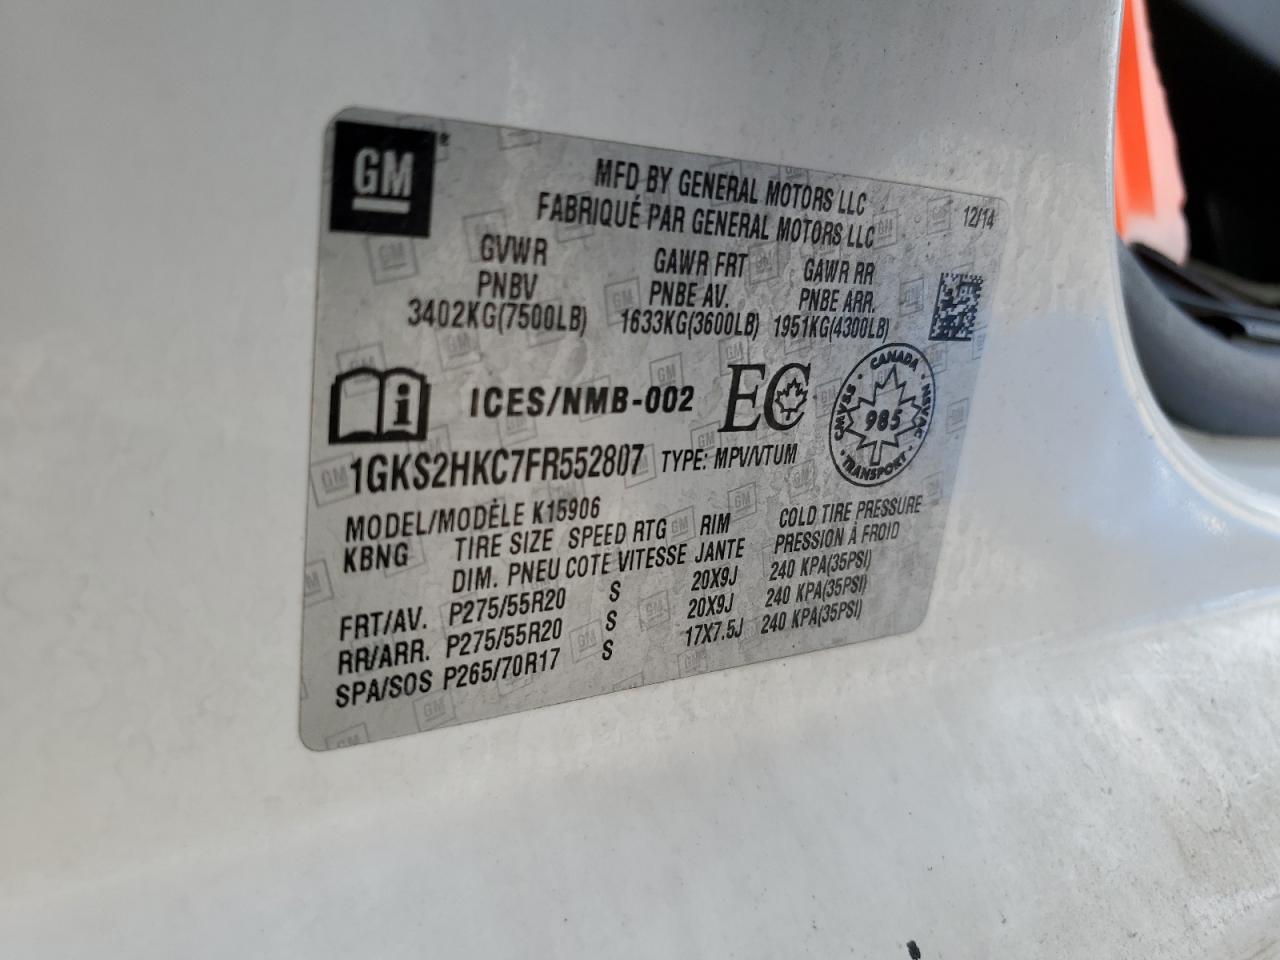 GM
MFD BY GENERAL MOTORS LLC
FABRIQUÉ PAR GENERAL MOTORS LLC
12/14
GVWR GAWR FRT GAWR RR
PNBV PNBE AV. PNBE ARR.
3402KG(7500LB) 1633KG(3600LB) 1951KG(4300LB)
i ICES/NMB-002 EC
CANADA NSVAC TRANSPORT CMVSS 985
1GKS2HKC7FR552807 TYPE: MPV/VTUM
MODEL/MODÈLE K15906
KBNG TIRE SIZE SPEED RTG RIM COLD TIRE PRESSURE
DIM. PNEU COTE VITESSE JANTE PRESSION À FROID
FRT/AV. P275/55R20 S 20X9J 240 KPA(35PSI)
RR/ARR. P275/55R20 S 20X9J 240 KPA(35PSI)
SPA/SOS P265/70R17 S 17X7.5J 240 KPA(35PSI)